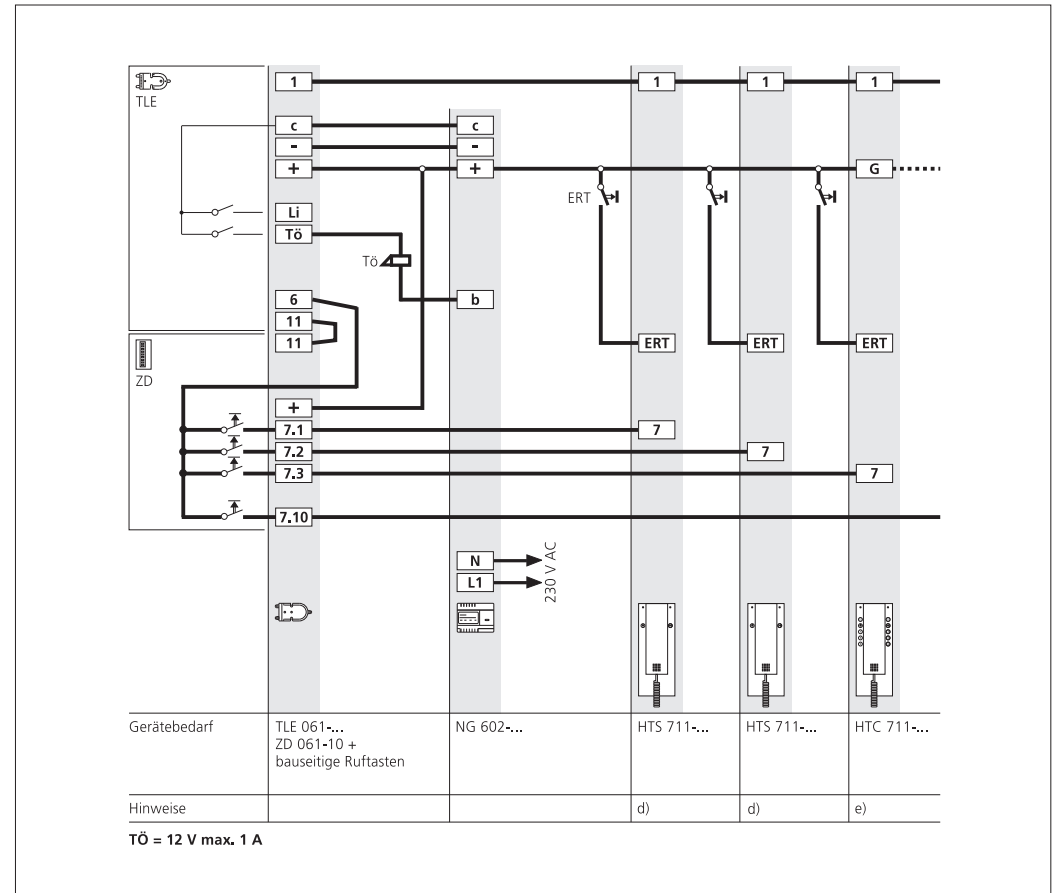 TLE
1 1 1 1
c c
- -
+ + G
ERT
Li
Tö
Tö
6 b
11
11 ERT ERT ERT
ZD
+
7.1 7
7.2 7
7.3 7
7.10
N
L1
230 V AC
Gerätebedarf TLE 061-... NG 602-... HTS 711-... HTS 711-... HTC 711-...
ZD 061-10 +
bauseitige Ruftasten
Hinweise d) d) e)
TÖ = 12 V max. 1 A